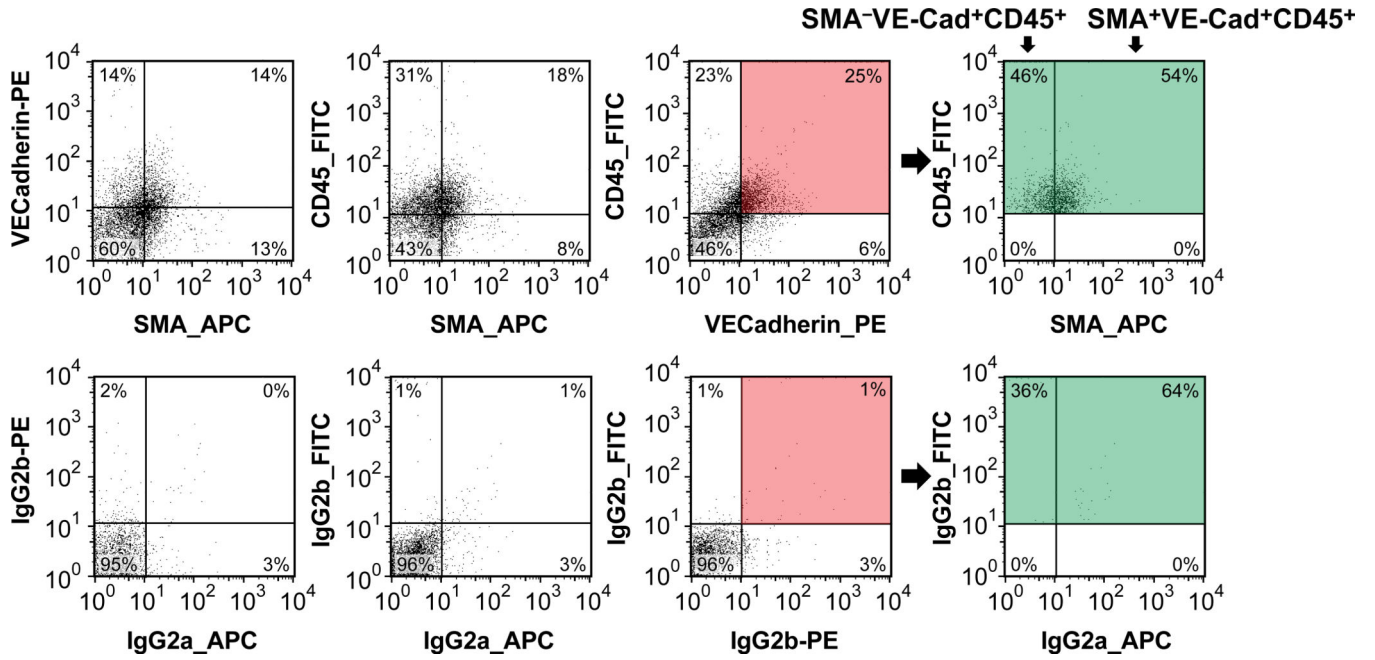 SMA⁻VE-Cad⁺CD45⁺ SMA⁺VE-Cad⁺CD45⁺
VECadherin-PE
10⁴
10³
10²
10¹
10⁰
14% 14%
60% 13%
10⁰ 10¹ 10² 10³ 10⁴
SMA_APC
CD45_FITC
10⁴
10³
10²
10¹
10⁰
31% 18%
43% 8%
10⁰ 10¹ 10² 10³ 10⁴
SMA_APC
CD45_FITC
10⁴
10³
10²
10¹
10⁰
23% 25%
46% 6%
10⁰ 10¹ 10² 10³ 10⁴
VECadherin_PE
CD45_FITC
10⁴
10³
10²
10¹
10⁰
46% 54%
0% 0%
10⁰ 10¹ 10² 10³ 10⁴
SMA_APC
IgG2b-PE
10⁴
10³
10²
10¹
10⁰
2% 0%
95% 3%
10⁰ 10¹ 10² 10³ 10⁴
IgG2a_APC
IgG2b_FITC
10⁴
10³
10²
10¹
10⁰
1% 1%
96% 3%
10⁰ 10¹ 10² 10³ 10⁴
IgG2a_APC
IgG2b_FITC
10⁴
10³
10²
10¹
10⁰
1% 1%
96% 3%
10⁰ 10¹ 10² 10³ 10⁴
IgG2b-PE
IgG2b_FITC
10⁴
10³
10²
10¹
10⁰
36% 64%
0% 0%
10⁰ 10¹ 10² 10³ 10⁴
IgG2a_APC